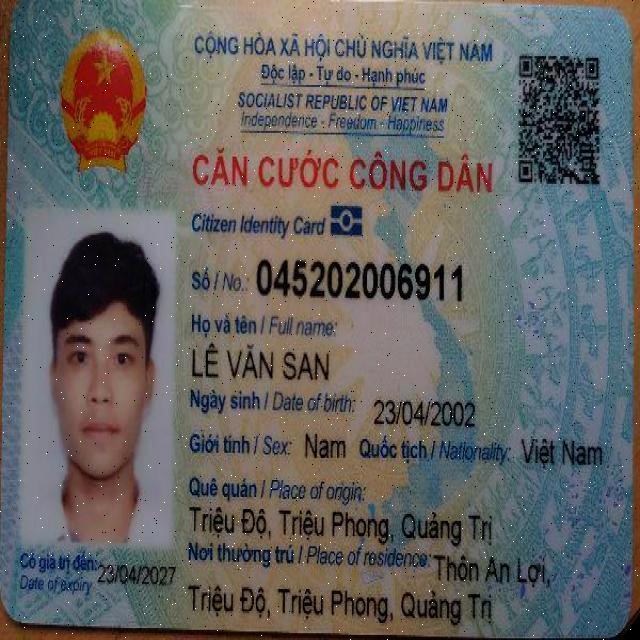 CỘNG HÒA XÃ HỘI CHỦ NGHĨA VIỆT NAM
Độc lập - Tự do - Hạnh phúc
SOCIALIST REPUBLIC OF VIET NAM
Independence - Freedom - Happiness
CĂN CƯỚC CÔNG DÂN
Citizen Identity Card
Số / No.: 045202006911
Họ và tên / Full name:
LÊ VĂN SAN
Ngày sinh / Date of birth: 23/04/2002
Giới tính / Sex: Nam Quốc tịch / Nationality: Việt Nam
Quê quán / Place of origin:
Triệu Độ, Triệu Phong, Quảng Trị
Nơi thường trú / Place of residence: Thôn An Lợi,
Triệu Độ, Triệu Phong, Quảng Trị
Có giá trị đến: 23/04/2027
Date of expiry